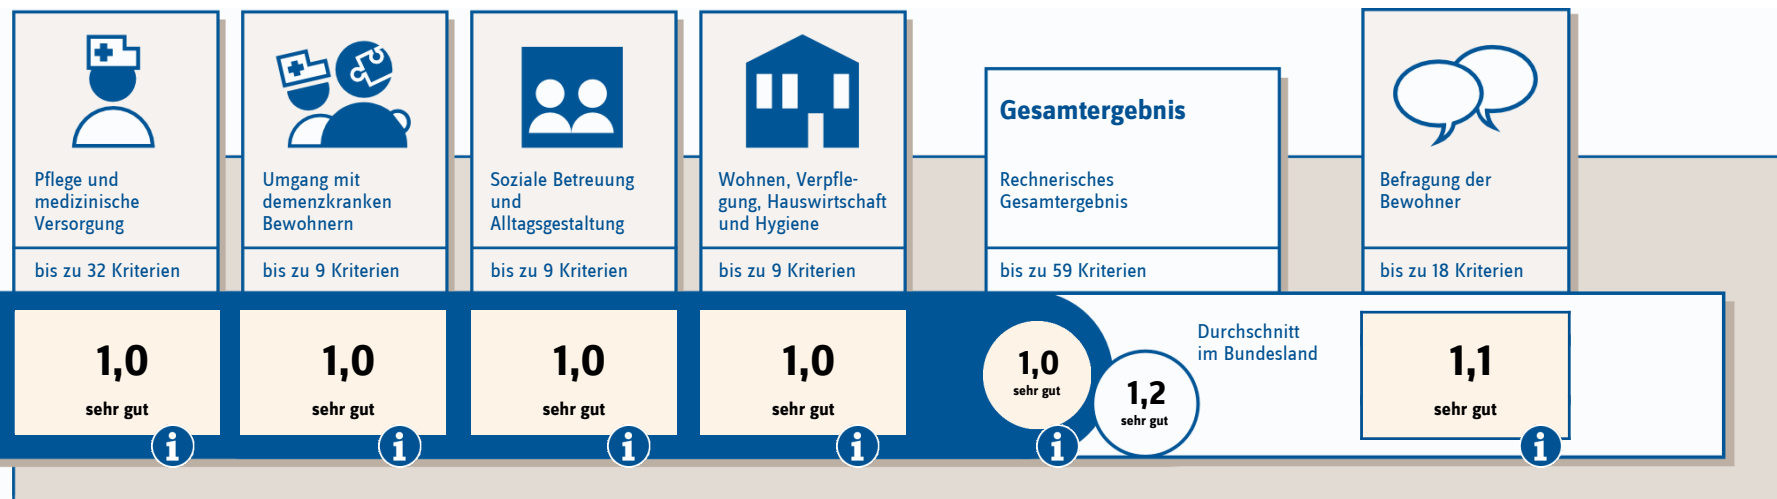 Pflege und
medizinische
Versorgung
bis zu 32 Kriterien
1,0
sehr gut
i
Umgang mit
demenzkranken
Bewohnern
bis zu 9 Kriterien
1,0
sehr gut
i
Soziale Betreuung
und
Alltagsgestaltung
bis zu 9 Kriterien
1,0
sehr gut
i
Wohnen, Verpfle-
gung, Hauswirtschaft
und Hygiene
bis zu 9 Kriterien
1,0
sehr gut
i
Gesamtergebnis
Rechnerisches
Gesamtergebnis
bis zu 59 Kriterien
1,0
sehr gut
i
1,2
sehr gut
Durchschnitt
im Bundesland
Befragung der
Bewohner
bis zu 18 Kriterien
1,1
sehr gut
i